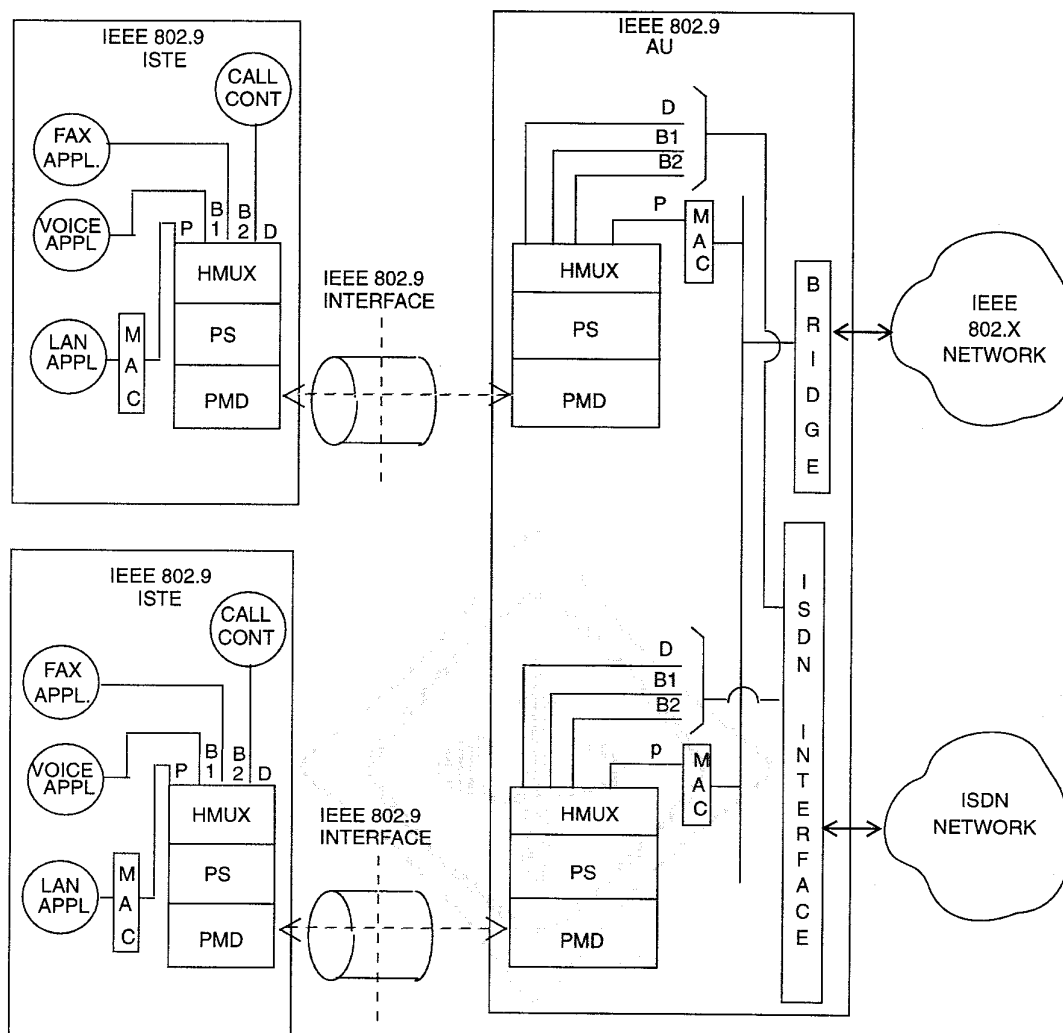 IEEE 802.9
ISTE
CALL
CONT
FAX
APPL.
VOICE
APPL
LAN
APPL
M
A
C
P
B
1
B
2
D
HMUX
PS
PMD
IEEE 802.9
INTERFACE
IEEE 802.9
AU
D
B1
B2
P
M
A
C
HMUX
PS
PMD
B
R
I
D
G
E
IEEE
802.X
NETWORK
IEEE 802.9
ISTE
CALL
CONT
FAX
APPL.
VOICE
APPL
LAN
APPL
M
A
C
P
B
1
B
2
D
HMUX
PS
PMD
IEEE 802.9
INTERFACE
D
B1
B2
p
M
A
C
HMUX
PS
PMD
I
S
D
N
I
N
T
E
R
F
A
C
E
ISDN
NETWORK